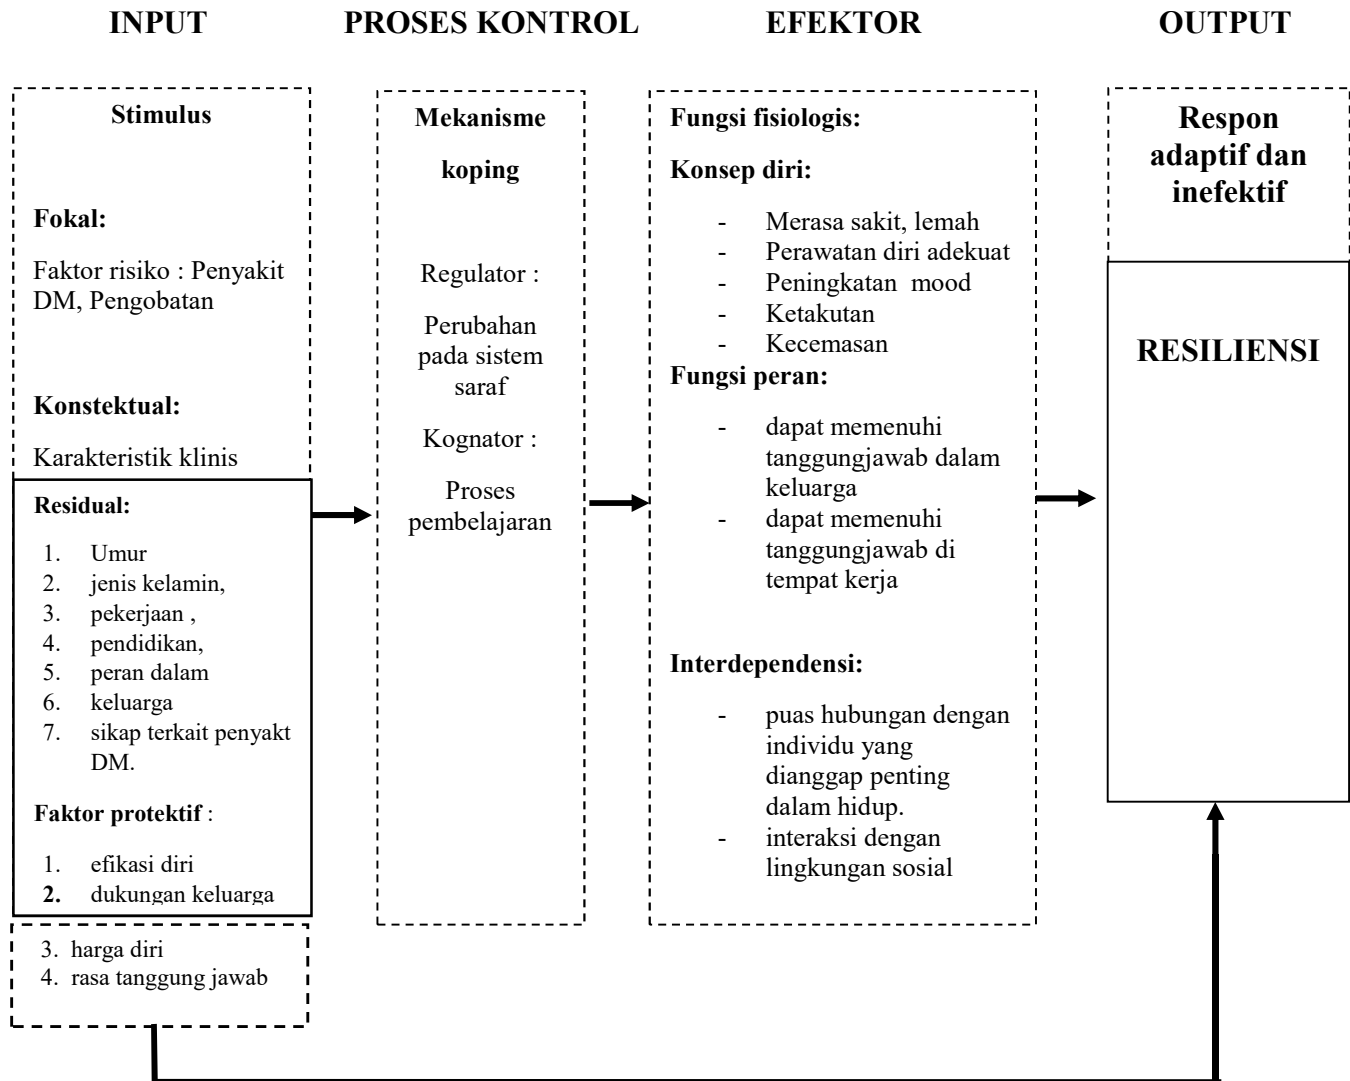 INPUT
PROSES KONTROL
EFEKTOR
OUTPUT
Stimulus
Fokal:
Faktor risiko : Penyakit
DM, Pengobatan
Konstektual:
Karakteristik klinis
Residual:
1. Umur
2. jenis kelamin,
3. pekerjaan ,
4. pendidikan,
5. peran dalam
6. keluarga
7. sikap terkait penyakt
DM.
Faktor protektif :
1. efikasi diri
2. dukungan keluarga
3. harga diri
4. rasa tanggung jawab
Mekanisme
koping
Regulator :
Perubahan
pada sistem
saraf
Kognator :
Proses
pembelajaran
Fungsi fisiologis:
Konsep diri:
- Merasa sakit, lemah
- Perawatan diri adekuat
- Peningkatan mood
- Ketakutan
- Kecemasan
Fungsi peran:
- dapat memenuhi
tanggungjawab dalam
keluarga
- dapat memenuhi
tanggungjawab di
tempat kerja
Interdependensi:
- puas hubungan dengan
individu yang
dianggap penting
dalam hidup.
- interaksi dengan
lingkungan sosial
Respon
adaptif dan
inefektif
RESILIENSI